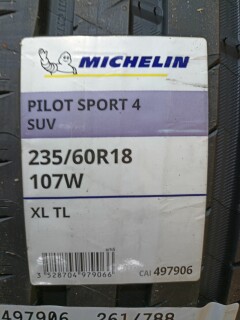 MICHELIN
PILOT SPORT 4
SUV
235/60R18
107W
XL TL
3 528704 979066
CAI 497906
497906 261/788